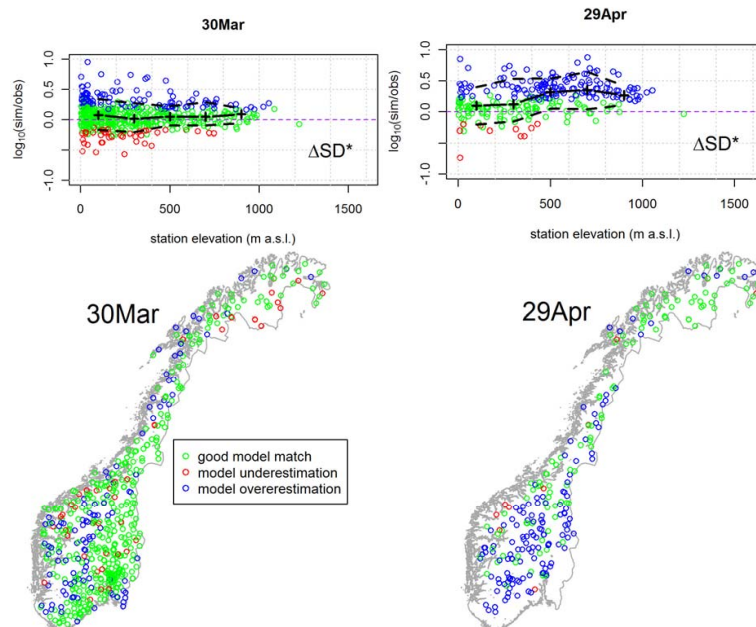 30Mar
29Apr
log10(sim/obs)
1.0
0.5
0.0
-1.0
ΔSD*
0
500
1000
1500
station elevation (m a.s.l.)
log10(sim/obs)
1.0
0.5
0.0
-1.0
ΔSD*
0
500
1000
1500
station elevation (m a.s.l.)
30Mar
29Apr
good model match
model underestimation
model overerestimation